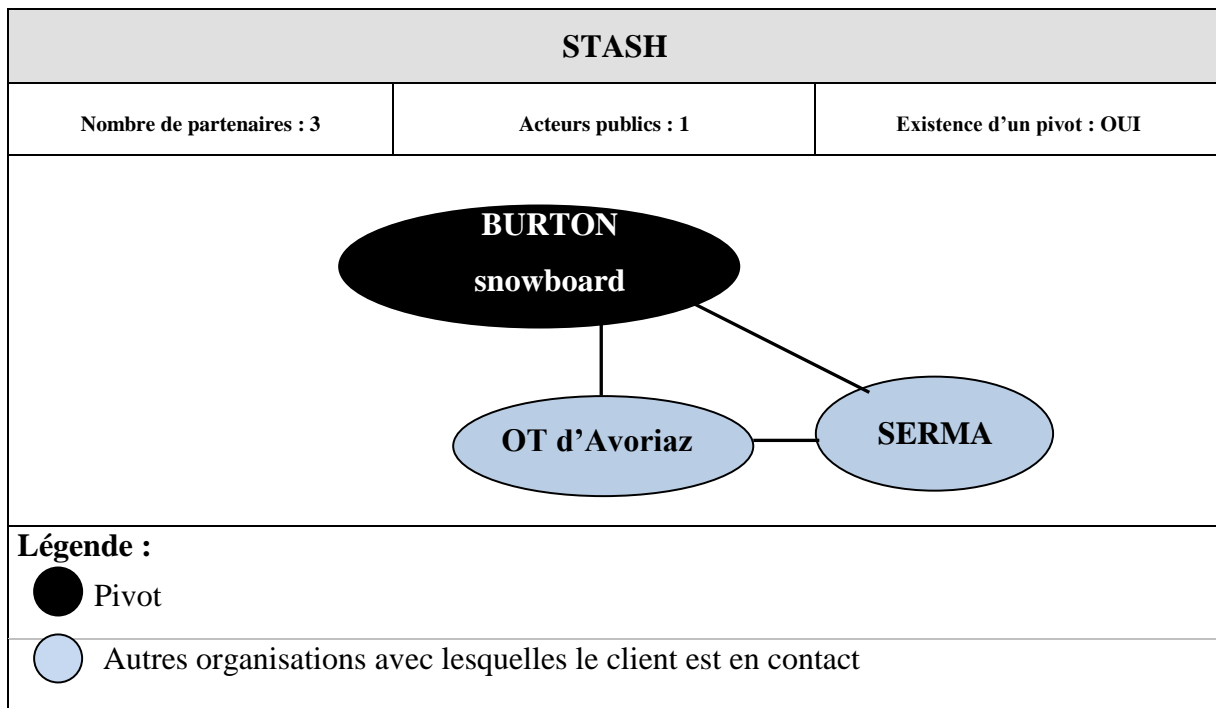 STASH
Nombre de partenaires : 3
Acteurs publics : 1
Existence d’un pivot : OUI
BURTON
snowboard
OT d’Avoriaz
SERMA
Légende :
Pivot
Autres organisations avec lesquelles le client est en contact